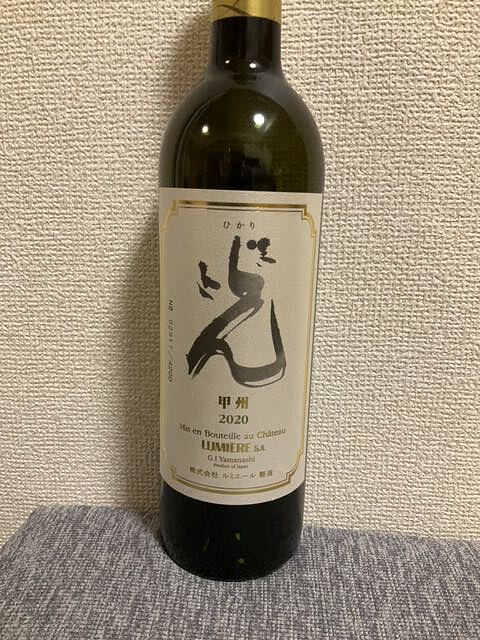 ひかり
光
甲州
2020
Mis en Bouteille au Château
LUMIÈRE S.A.
G I Yamanashi
Product of Japan
株式会社 ルミエール 醸造